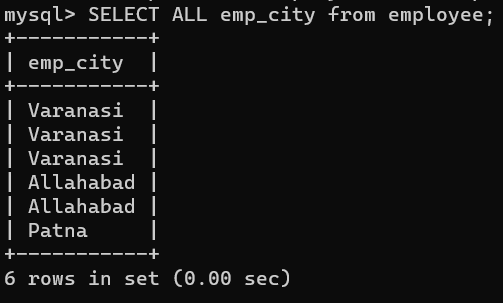 mysql> SELECT ALL emp_city from employee;
+-----------+
| emp_city  |
+-----------+
| Varanasi  |
| Varanasi  |
| Varanasi  |
| Allahabad |
| Allahabad |
| Patna     |
+-----------+
6 rows in set (0.00 sec)